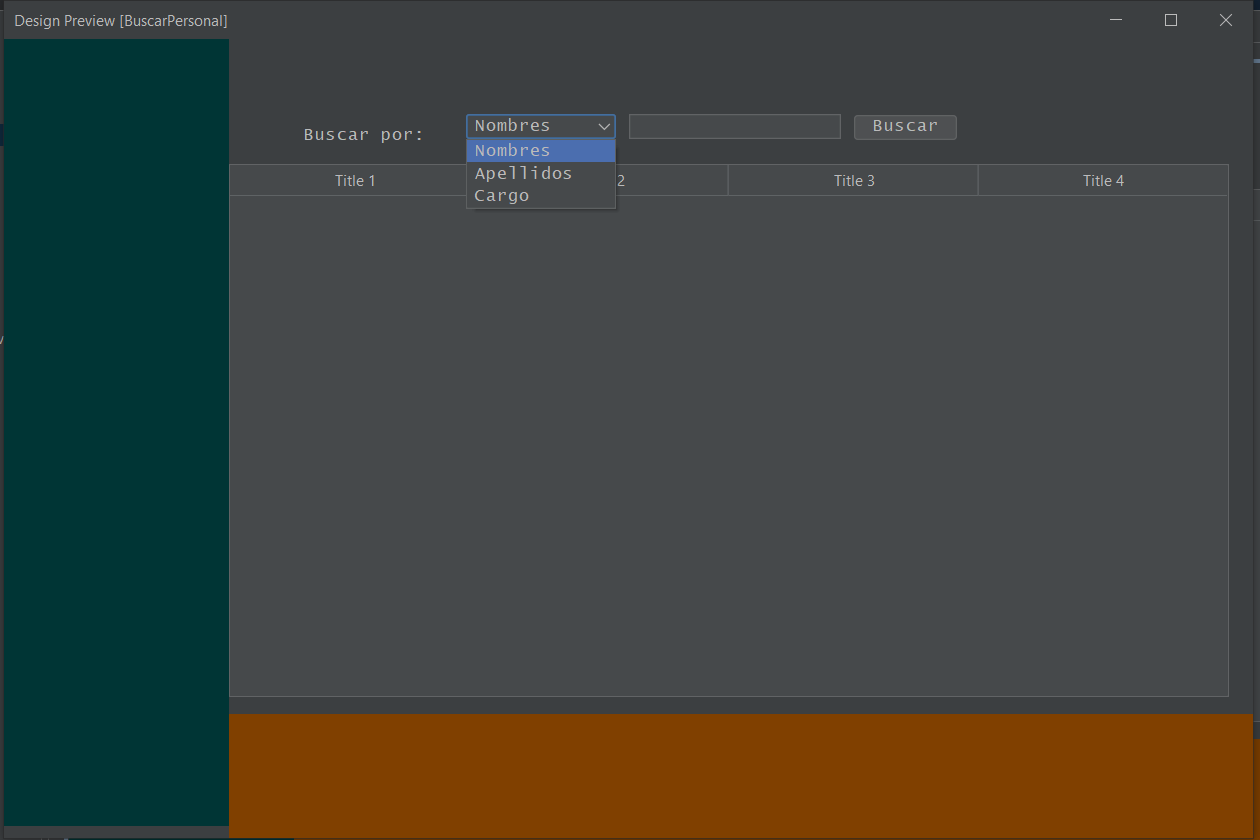 Design Preview [BuscarPersonal]
Buscar por:
Nombres
Buscar
Nombres
Apellidos
Cargo
Title 1
2
Title 3
Title 4